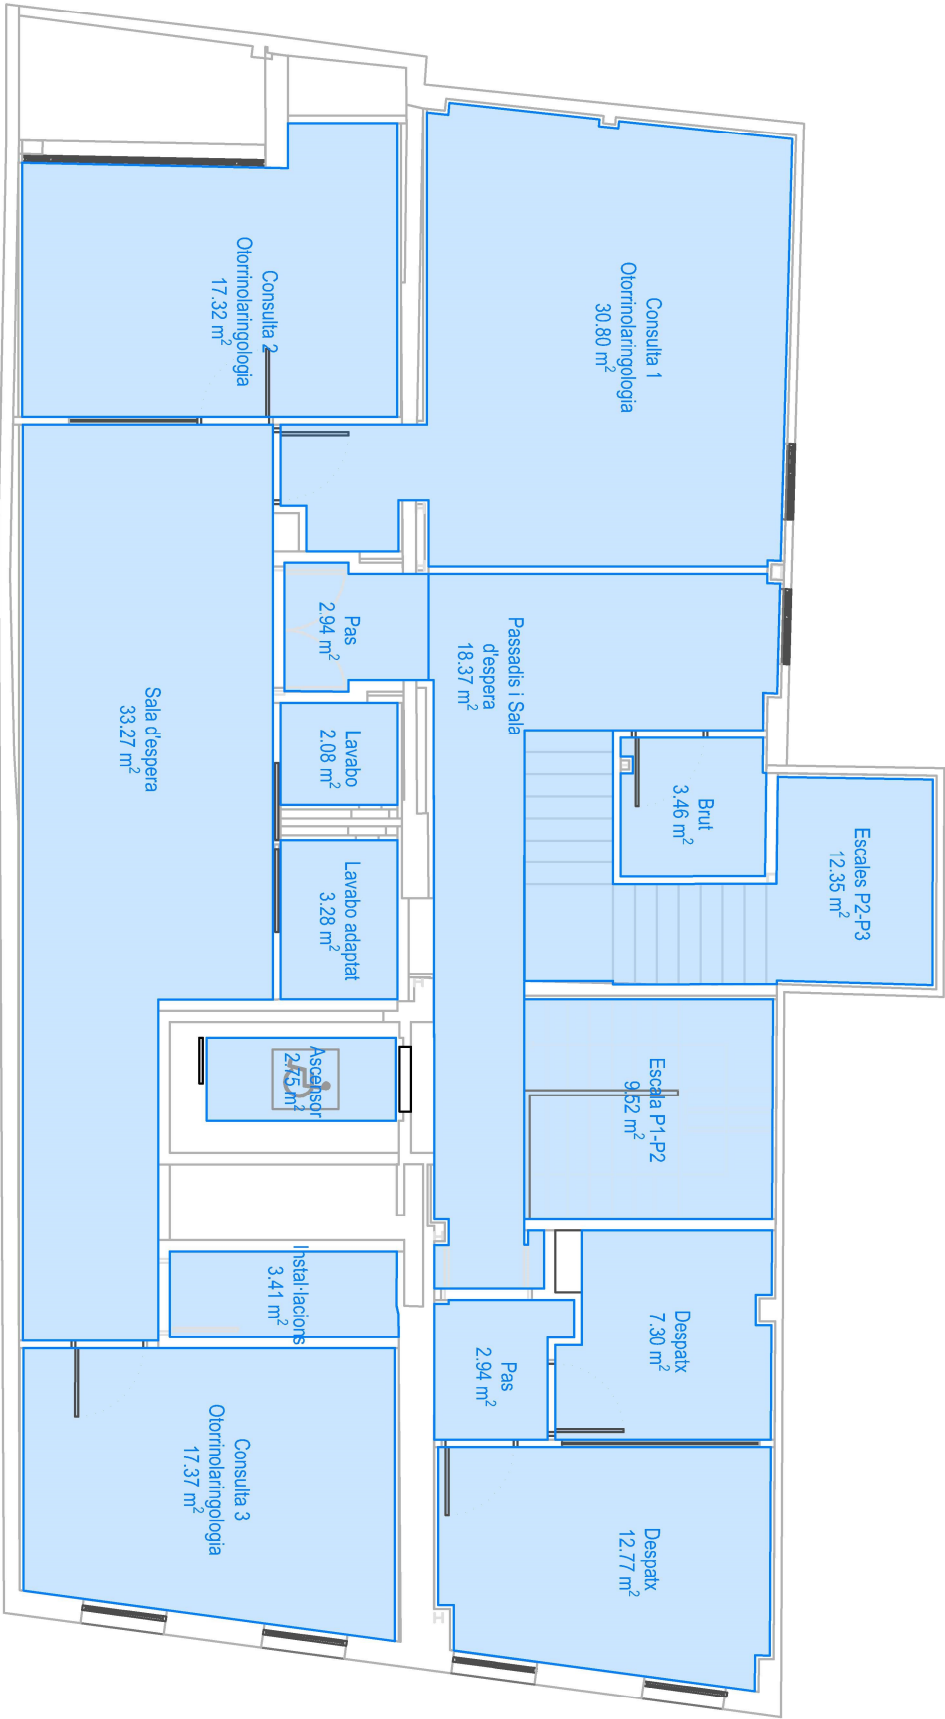 Consulta 1
Otorrinolaringologia
30.80 m²
Consulta 2
Otorrinolaringologia
17.32 m²
Pas
2.94 m²
Passadis i Sala
d'espera
18.37 m²
Sala d'espera
33.27 m²
Lavabo
2.08 m²
Brut
3.46 m²
Escales P2-P3
12.35 m²
Lavabo adaptat
3.28 m²
Ascensor
2.75 m²
Escala P1-P2
9.52 m²
Instal·lacions
3.41 m²
Despatx
7.30 m²
Pas
2.94 m²
Consulta 3
Otorrinolaringologia
17.37 m²
Despatx
12.77 m²